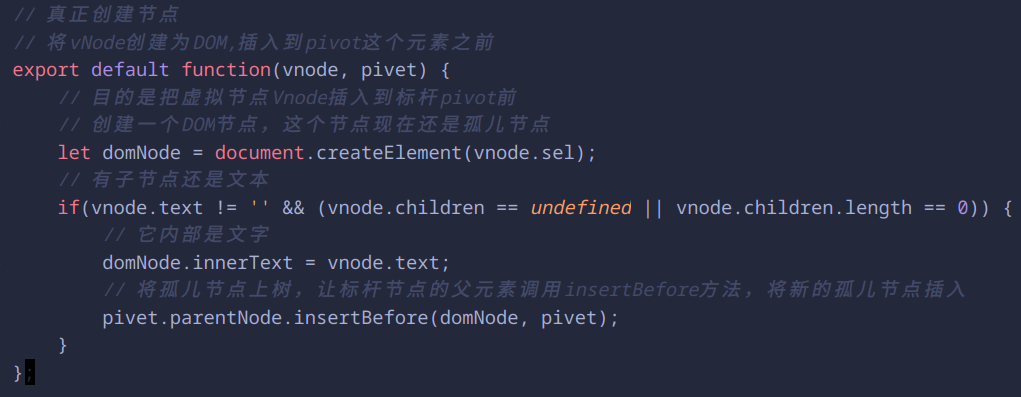 // 真正创建节点
// 将vNode创建为DOM,插入到pivot这个元素之前
export default function(vnode, pivet) {
    // 目的是把虚拟节点Vnode插入到标杆pivot前
    // 创建一个DOM节点，这个节点现在还是孤儿节点
    let domNode = document.createElement(vnode.sel);
    // 有子节点还是文本
    if(vnode.text != '' && (vnode.children == undefined || vnode.children.length == 0)) {
        // 它内部是文字
        domNode.innerText = vnode.text;
        // 将孤儿节点上树，让标杆节点的父元素调用insertBefore方法，将新的孤儿节点插入
        pivet.parentNode.insertBefore(domNode, pivet);
    }
};